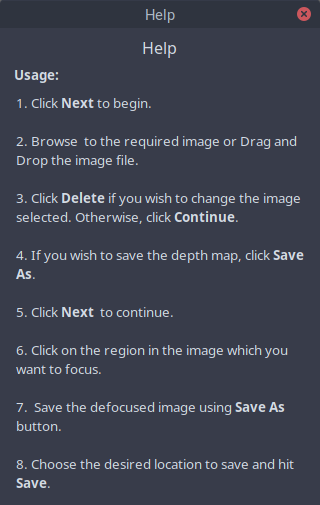 Help
Help
Usage:
1. Click Next to begin.
2. Browse  to the required image or Drag and
Drop the image file.
3. Click Delete if you wish to change the image
selected. Otherwise, click Continue.
4. If you wish to save the depth map, click Save
As.
5. Click Next  to continue.
6. Click on the region in the image which you
want to focus.
7.  Save the defocused image using Save As
button.
8. Choose the desired location to save and hit
Save.